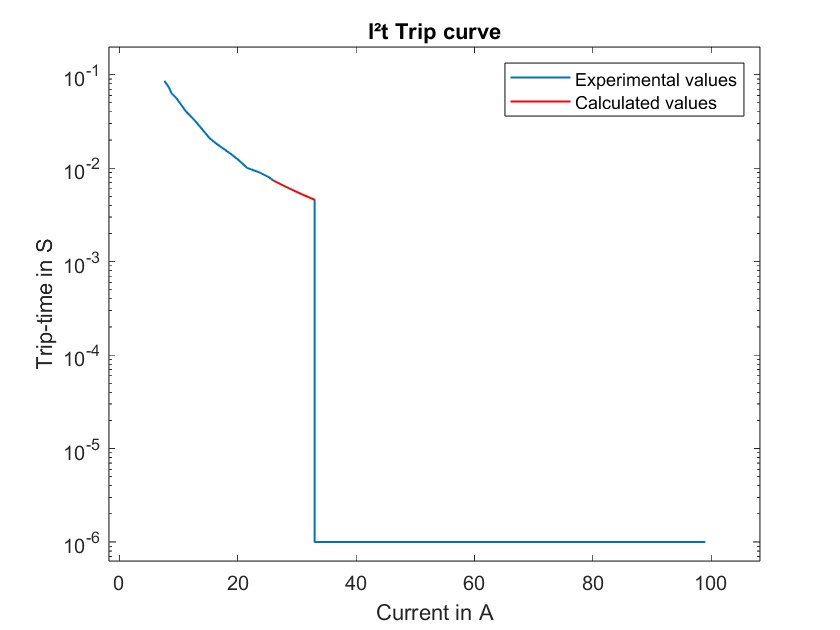 I²t Trip curve
Experimental values
Calculated values
10⁻¹
10⁻²
10⁻³
10⁻⁴
10⁻⁵
10⁻⁶
Trip-time in S
0 20 40 60 80 100
Current in A